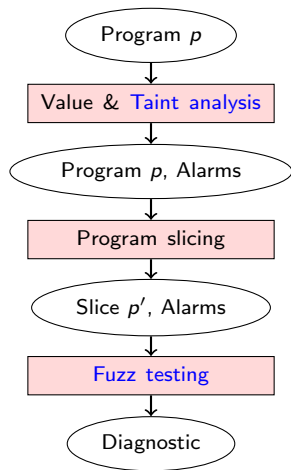 Program p
Value & Taint analysis
Program p, Alarms
Program slicing
Slice p′, Alarms
Fuzz testing
Diagnostic